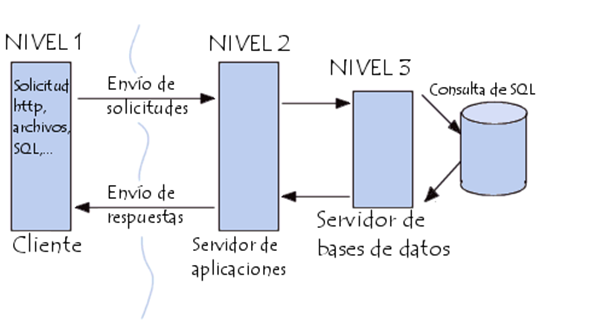 NIVEL 1
NIVEL 2
NIVEL 3
Solicitud
http,
archivos,
SQL,...
Envío de
solicitudes
Consulta de SQL
Envío de
respuestas
Cliente
Servidor de
aplicaciones
Servidor de
bases de datos